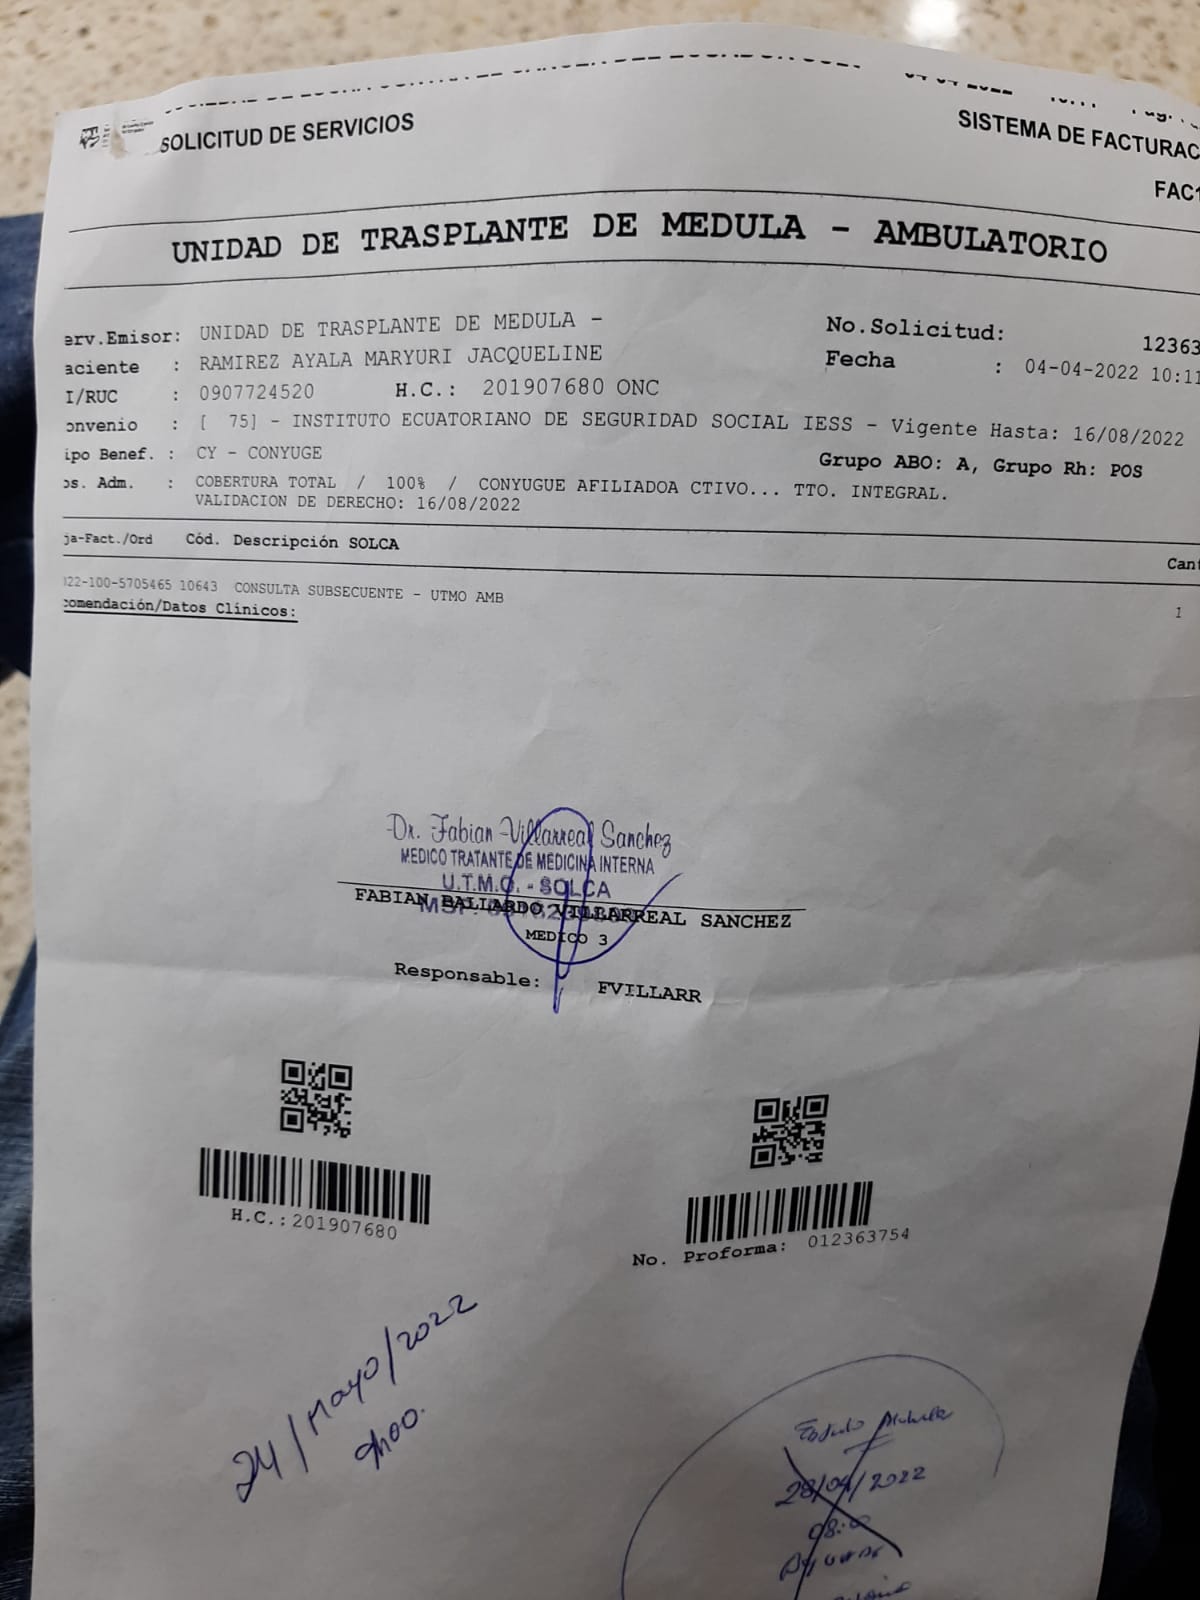 SOLICITUD DE SERVICIOS
SISTEMA DE FACTURAC
FAC1
UNIDAD DE TRASPLANTE DE MEDULA - AMBULATORIO
erv.Emisor: UNIDAD DE TRASPLANTE DE MEDULA -
No.Solicitud: 12363
aciente : RAMIREZ AYALA MARYURI JACQUELINE
Fecha : 04-04-2022 10:11
I/RUC : 0907724520 H.C.: 201907680 ONC
onvenio : [ 75] - INSTITUTO ECUATORIANO DE SEGURIDAD SOCIAL IESS - Vigente Hasta: 16/08/2022
ipo Benef. : CY - CONYUGE
Grupo ABO: A, Grupo Rh: POS
os. Adm. : COBERTURA TOTAL / 100% / CONYUGUE AFILIADOA CTIVO... TTO. INTEGRAL.
VALIDACION DE DERECHO: 16/08/2022
ja-Fact./Ord Cód. Descripción SOLCA Cant
022-100-5705465 10643 CONSULTA SUBSECUENTE - UTMO AMB 1
comendación/Datos Clínicos:
Dr. Fabian Villarreal Sanchez
MEDICO TRATANTE DE MEDICINA INTERNA
U.T.M.O. - SOLCA
FABIAN BALLARDO VILLARREAL SANCHEZ
MEDICO 3
Responsable: FVILLARR
H.C.:201907680
No. Proforma: 012363754
24/Mayo/2022
9h00.
28/04/2022
08:00